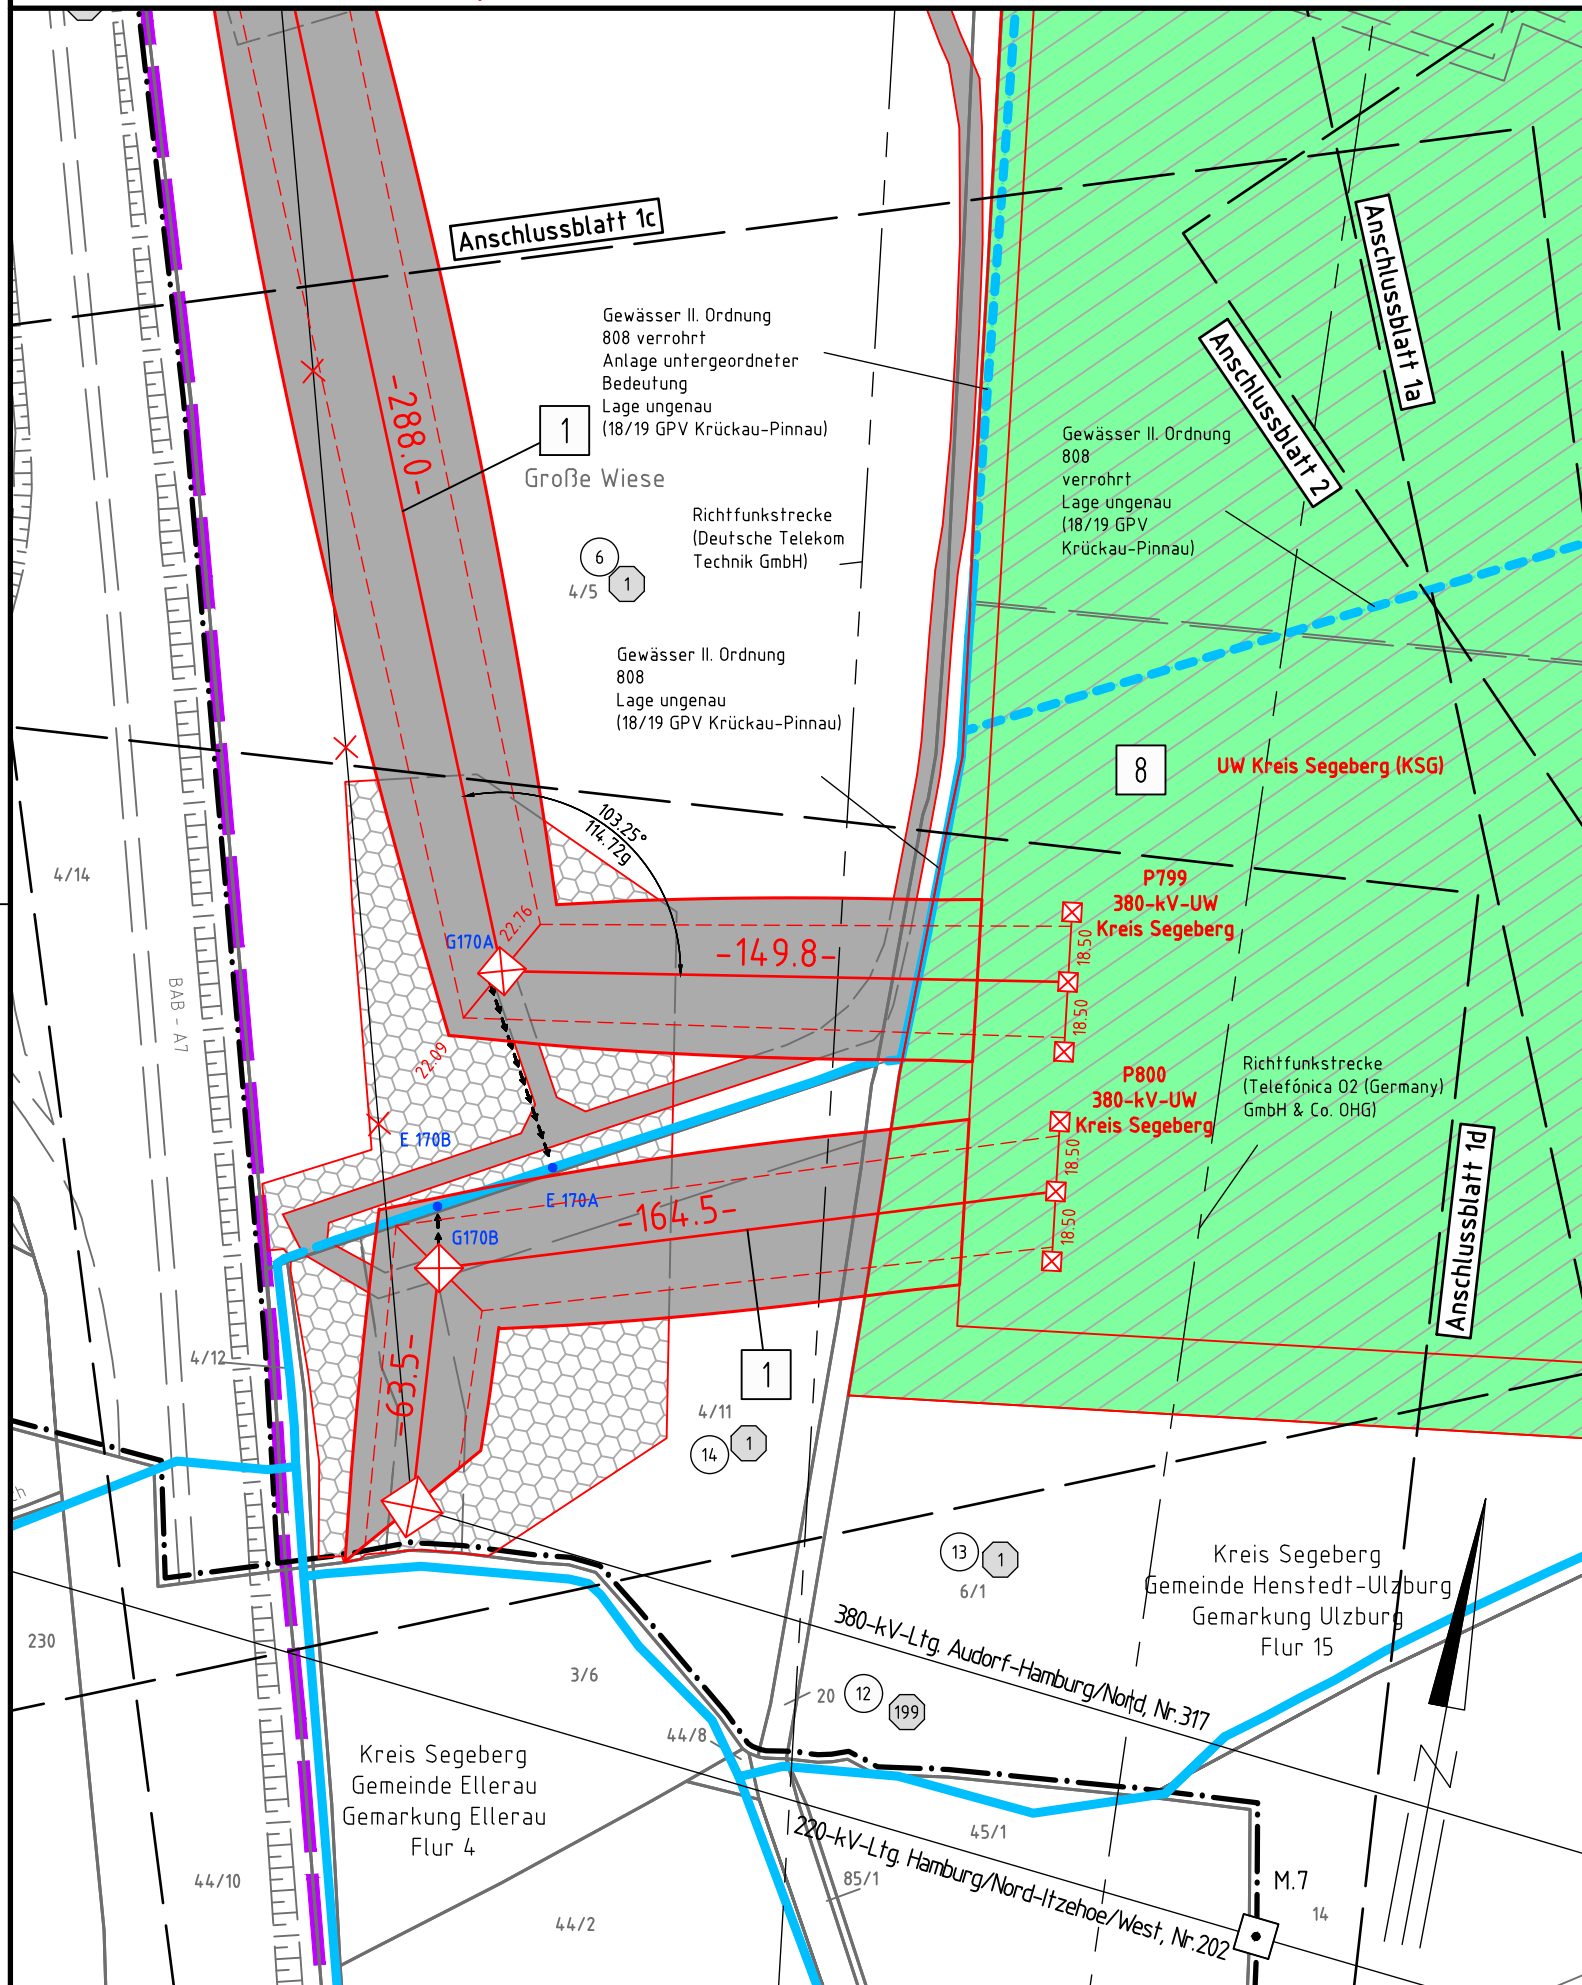 Anschlussblatt 1c
Anschlussblatt 1a
Anschlussblatt 2
Gewässer II. Ordnung
808 verrohrt
Anlage untergeordneter
Bedeutung
Lage ungenau
(18/19 GPV Krückau-Pinnau)
-288.0-
1
Große Wiese
Gewässer II. Ordnung
808
verrohrt
Lage ungenau
(18/19 GPV
Krückau-Pinnau)
Richtfunkstrecke
(Deutsche Telekom
Technik GmbH)
6
4/5
1
Gewässer II. Ordnung
808
Lage ungenau
(18/19 GPV Krückau-Pinnau)
8
UW Kreis Segeberg (KSG)
103.25°
114.72g
4/14
P799
380-kV-UW
Kreis Segeberg
22.76
G170A
-149.8-
18.50
18.50
BAB - A7
22.09
Richtfunkstrecke
(Telefónica O2 (Germany)
GmbH & Co. OHG)
P800
380-kV-UW
Kreis Segeberg
E 170B
18.50
18.50
E 170A
-164.5-
G170B
Anschlussblatt 1d
4/12
-63.5-
1
4/11
14
1
13
1
6/1
Kreis Segeberg
Gemeinde Henstedt-Ulzburg
Gemarkung Ulzburg
Flur 15
230
3/6
380-kV-Ltg. Audorf-Hamburg/Nord, Nr.317
20
12
199
44/8
Kreis Segeberg
Gemeinde Ellerau
Gemarkung Ellerau
Flur 4
45/1
220-kV-Ltg. Hamburg/Nord-Itzehoe/West, Nr.202
44/10
85/1
M.7
14
44/2